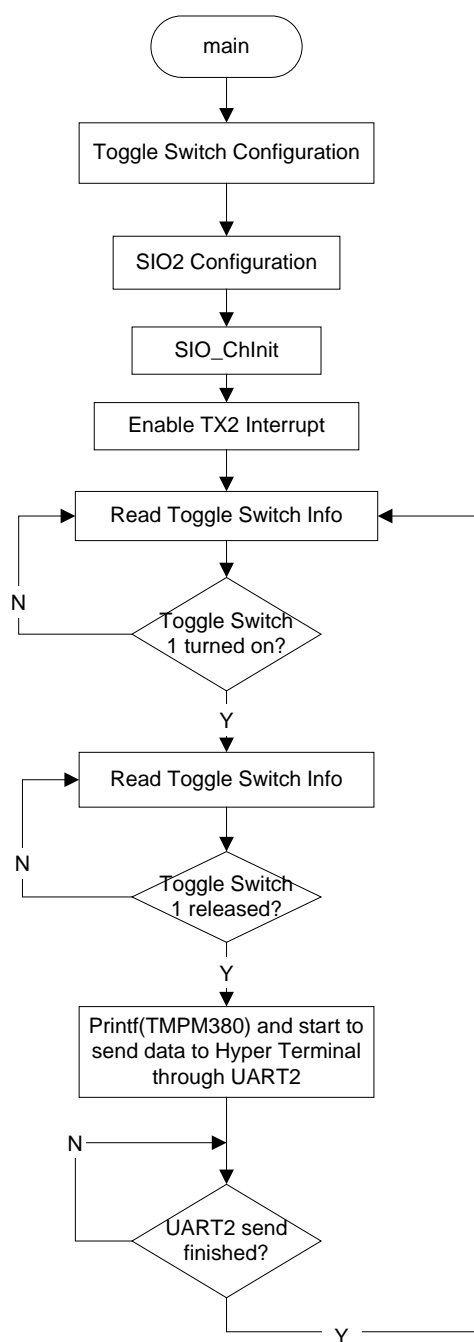 main
Toggle Switch Configuration
SIO2 Configuration
SIO_ChInit
Enable TX2 Interrupt
Read Toggle Switch Info
N
Toggle Switch
1 turned on?
Y
Read Toggle Switch Info
N
Toggle Switch
1 released?
Y
Printf(TMPM380) and start to
send data to Hyper Terminal
through UART2
N
UART2 send
finished?
Y